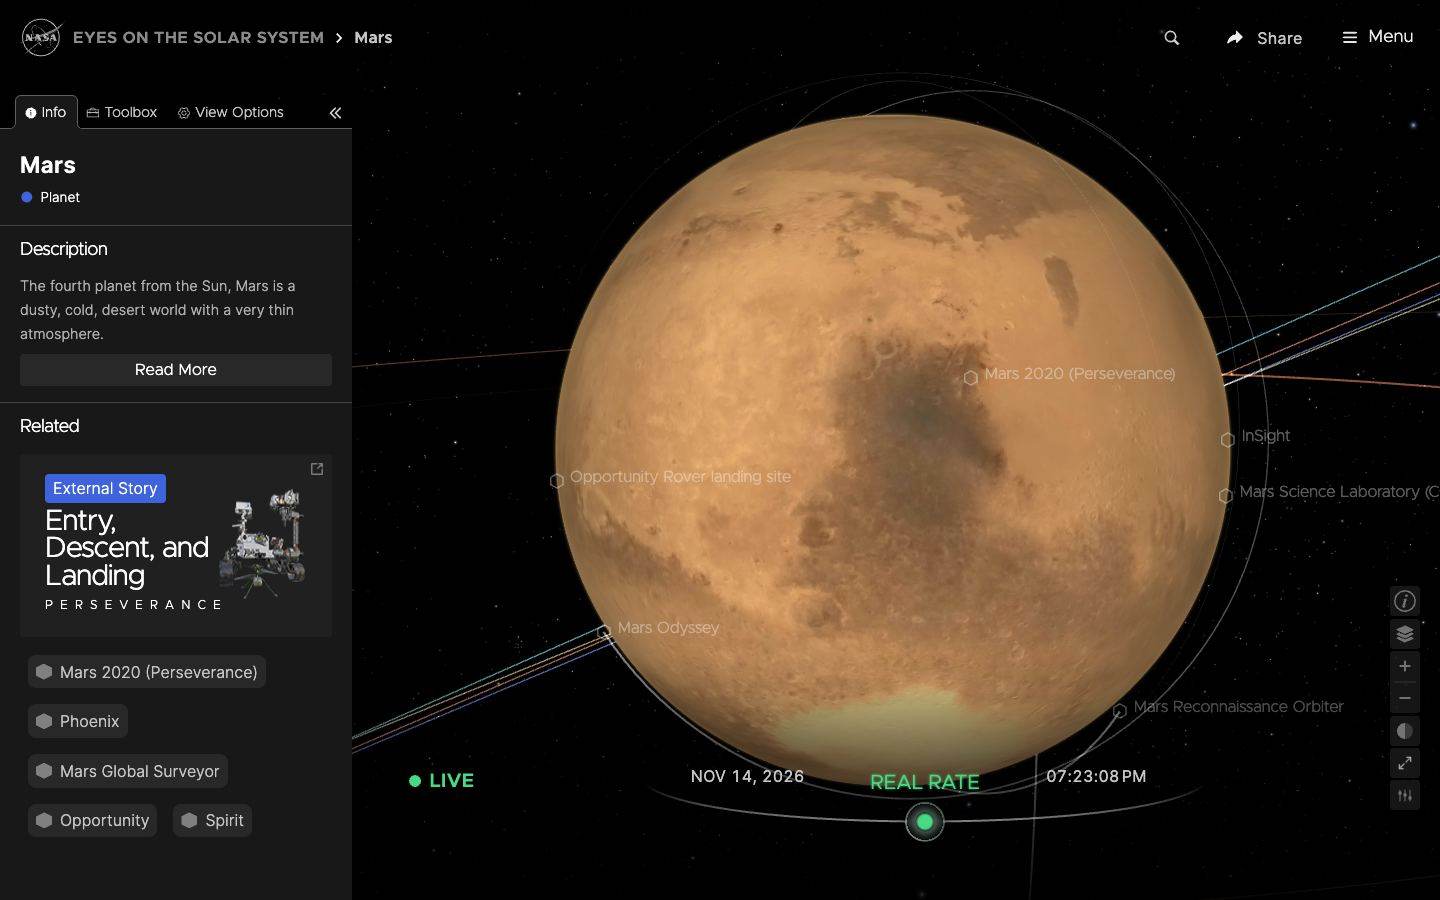 NASA
EYES ON THE SOLAR SYSTEM › Mars
Share
Menu
Info
Toolbox
View Options
Mars
Planet
Description
The fourth planet from the Sun, Mars is a
dusty, cold, desert world with a very thin
atmosphere.
Read More
Related
External Story
Entry,
Descent, and
Landing
PERSEVERANCE
Mars 2020 (Perseverance)
Phoenix
Mars Global Surveyor
Opportunity
Spirit
Mars 2020 (Perseverance)
InSight
Opportunity Rover landing site
Mars Science Laboratory (C
Mars Odyssey
Mars Reconnaissance Orbiter
LIVE
NOV 14, 2026
REAL RATE
07:23:08 PM